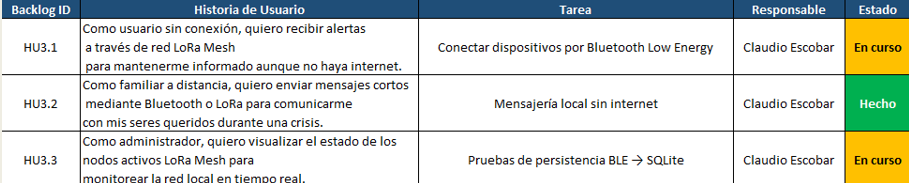 Backlog ID Historia de Usuario Tarea Responsable Estado
HU3.1
Como usuario sin conexión, quiero recibir alertas
a través de red LoRa Mesh
para mantenerme informado aunque no haya internet.
Conectar dispositivos por Bluetooth Low Energy
Claudio Escobar
En curso
HU3.2
Como familiar a distancia, quiero enviar mensajes cortos
mediante Bluetooth o LoRa para comunicarme
con mis seres queridos durante una crisis.
Mensajería local sin internet
Claudio Escobar
Hecho
HU3.3
Como administrador, quiero visualizar el estado de los
nodos activos LoRa Mesh para
monitorear la red local en tiempo real.
Pruebas de persistencia BLE → SQLite
Claudio Escobar
En curso